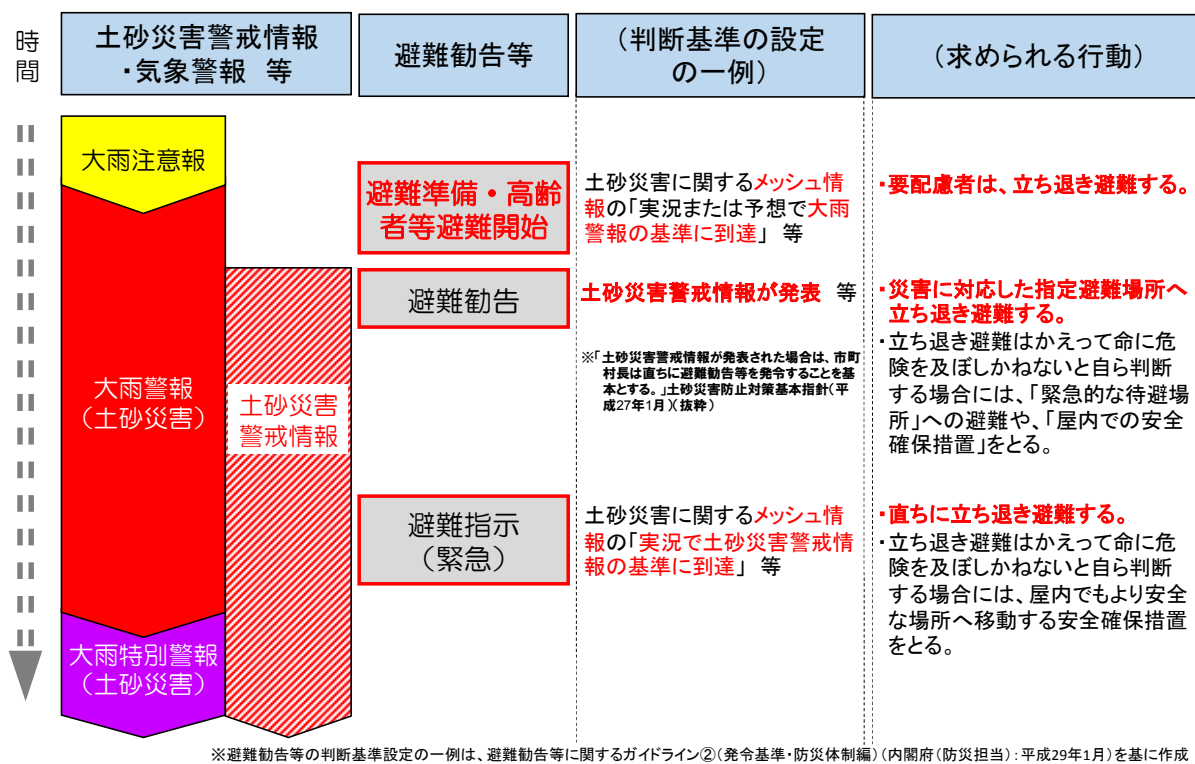 時
間
土砂災害警戒情報
・気象警報 等
避難勧告等
（判断基準の設定
の一例）
（求められる行動）
大雨注意報
大雨警報
（土砂災害）
大雨特別警報
（土砂災害）
土砂災害
警戒情報
避難準備・高齢
者等避難開始
土砂災害に関するメッシュ情
報の「実況または予想で大雨
警報の基準に到達」 等
・要配慮者は、立ち退き避難する。
避難勧告
土砂災害警戒情報が発表 等
※「土砂災害警戒情報が発表された場合は、市町
村長は直ちに避難勧告等を発令することを基
本とする。」土砂災害防止対策基本指針（平
成27年1月）（抜粋）
・災害に対応した指定避難場所へ
立ち退き避難する。
・立ち退き避難はかえって命に危
険を及ぼしかねないと自ら判断
する場合には、「緊急的な待避場
所」への避難や、「屋内での安全
確保措置」をとる。
避難指示
（緊急）
土砂災害に関するメッシュ情
報の「実況で土砂災害警戒情
報の基準に到達」 等
・直ちに立ち退き避難する。
・立ち退き避難はかえって命に危
険を及ぼしかねないと自ら判断
する場合には、屋内でもより安全
な場所へ移動する安全確保措置
をとる。
※避難勧告等の判断基準設定の一例は、避難勧告等に関するガイドライン②（発令基準・防災体制編）（内閣府（防災担当）：平成29年1月）を基に作成